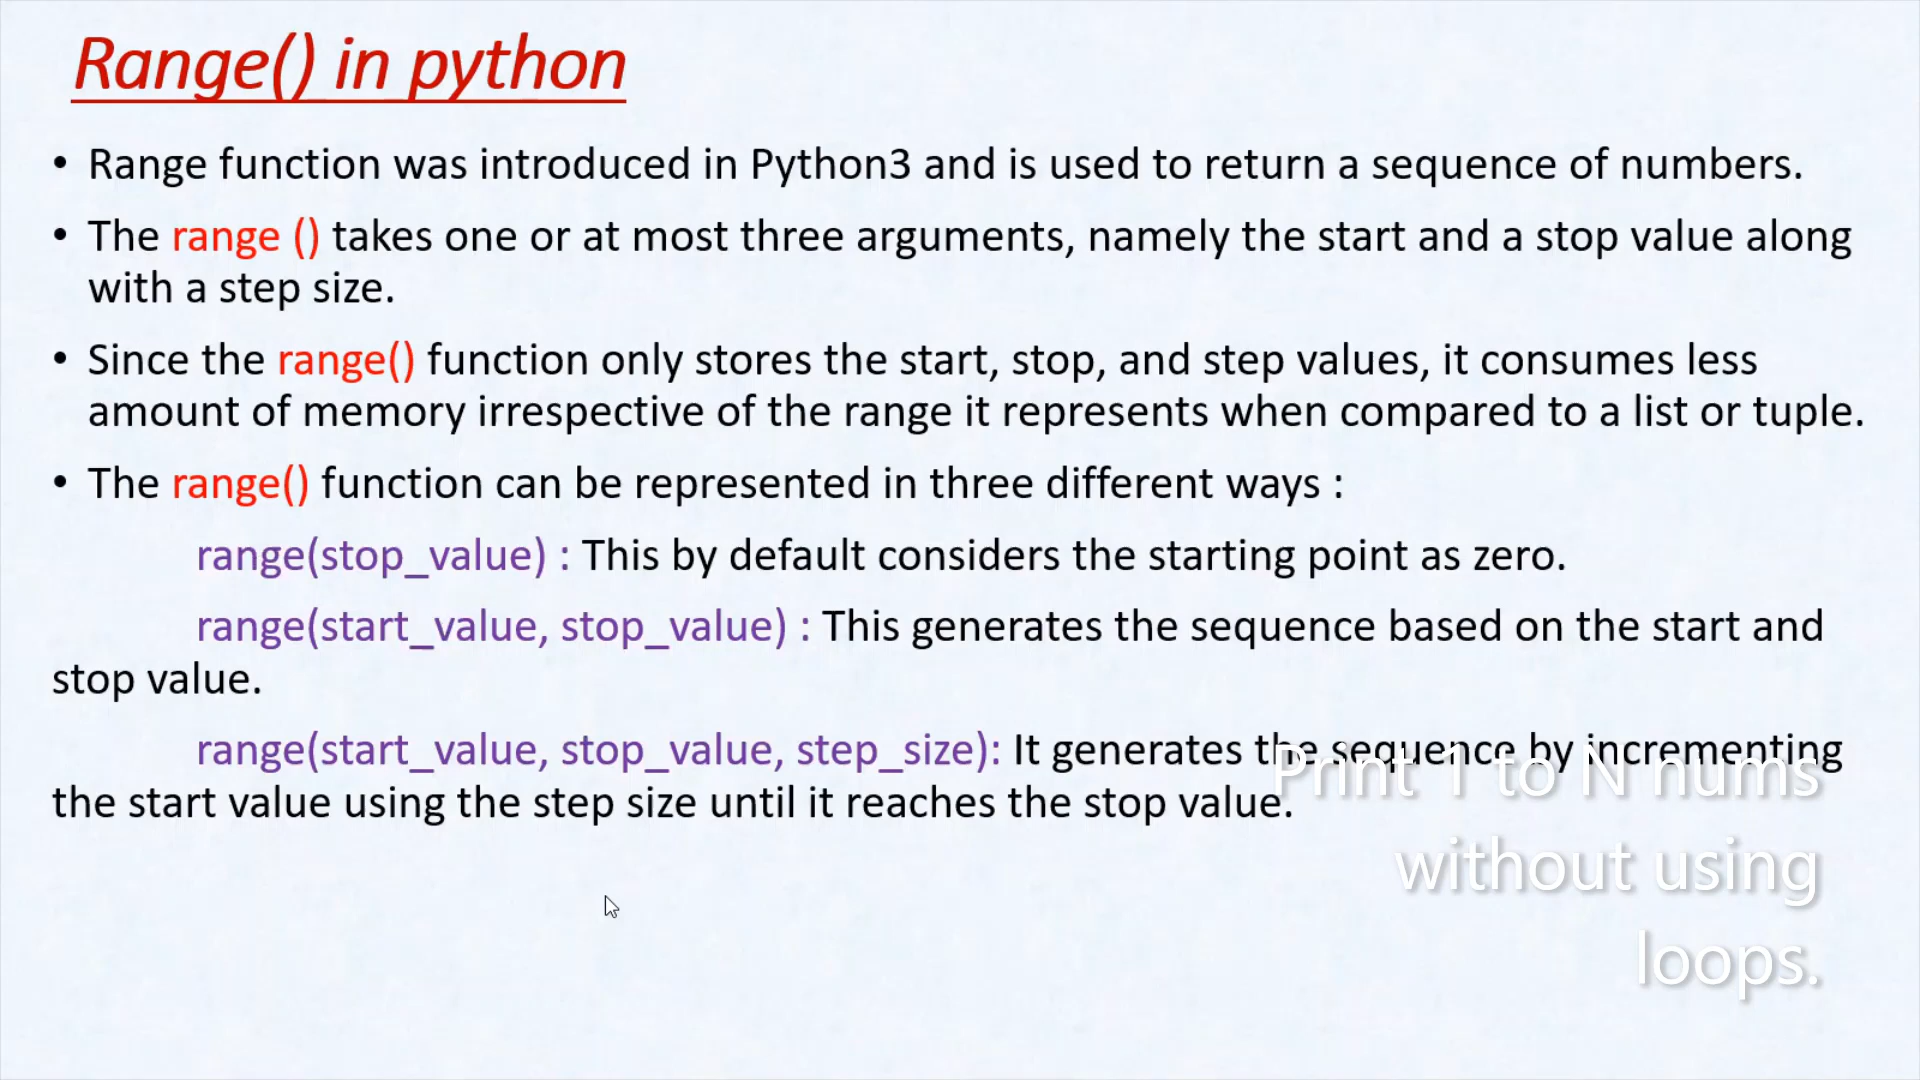 Range() in python
• Range function was introduced in Python3 and is used to return a sequence of numbers.
• The range () takes one or at most three arguments, namely the start and a stop value along
with a step size.
• Since the range() function only stores the start, stop, and step values, it consumes less
amount of memory irrespective of the range it represents when compared to a list or tuple.
• The range() function can be represented in three different ways :
range(stop_value) : This by default considers the starting point as zero.
range(start_value, stop_value) : This generates the sequence based on the start and
stop value.
range(start_value, stop_value, step_size): It generates the sequence by incrementing
the start value using the step size until it reaches the stop value.
Print 1 to N nums
without using
loops.